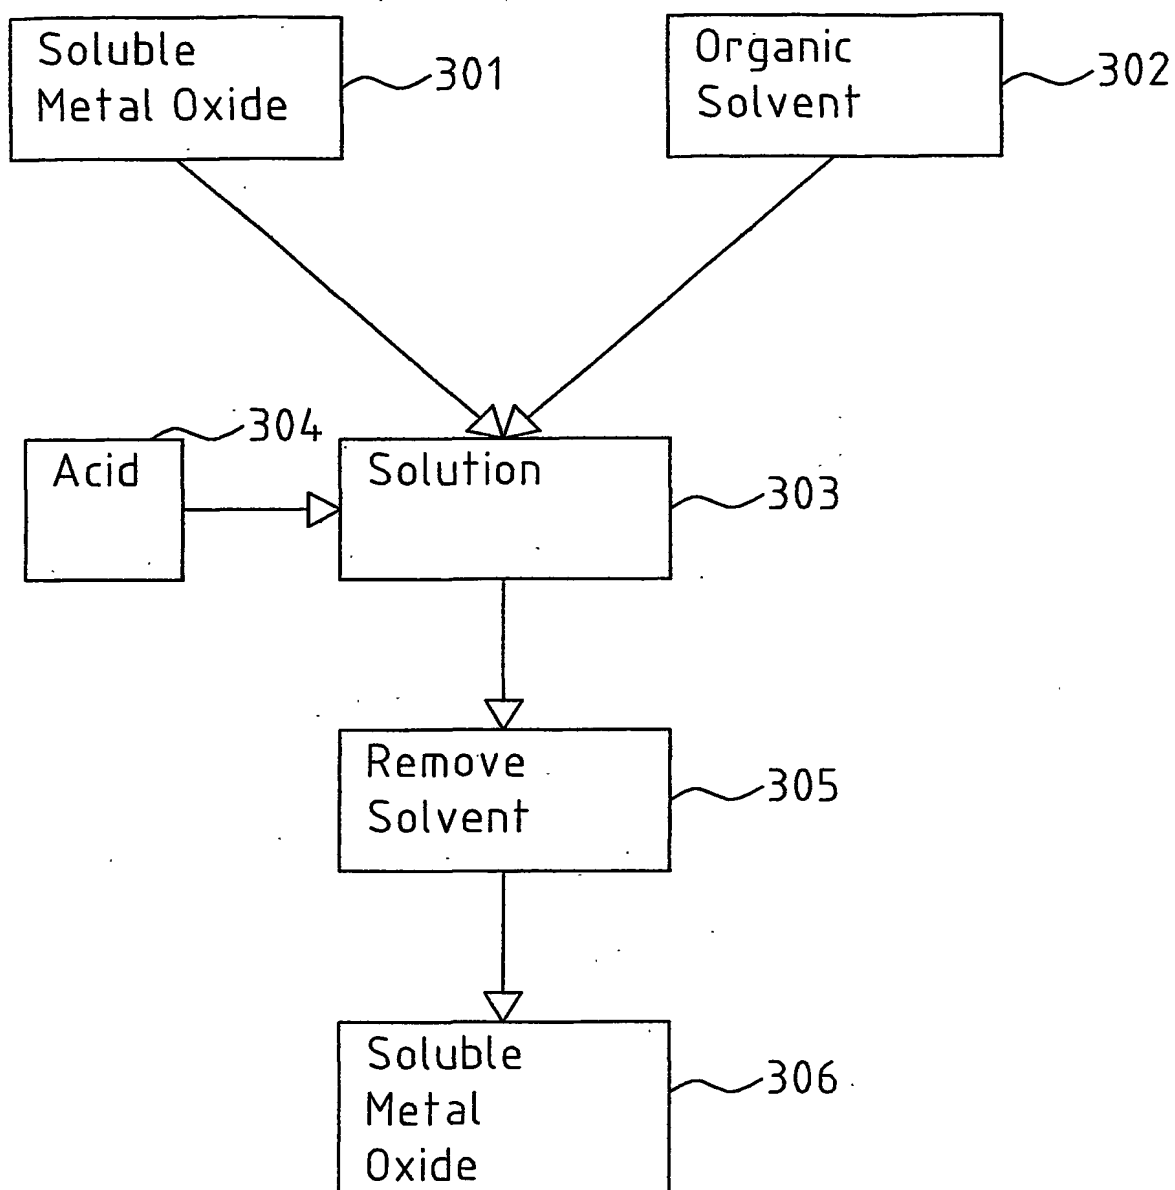 Soluble
Metal Oxide
301
Organic
Solvent
302
304
Acid
Solution
303
Remove
Solvent
305
Soluble
Metal
Oxide
306